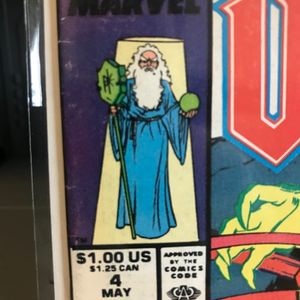 MARVEL
$1.00 US
$1.25 CAN
4
MAY
APPROVED
BY THE
COMICS
CODE